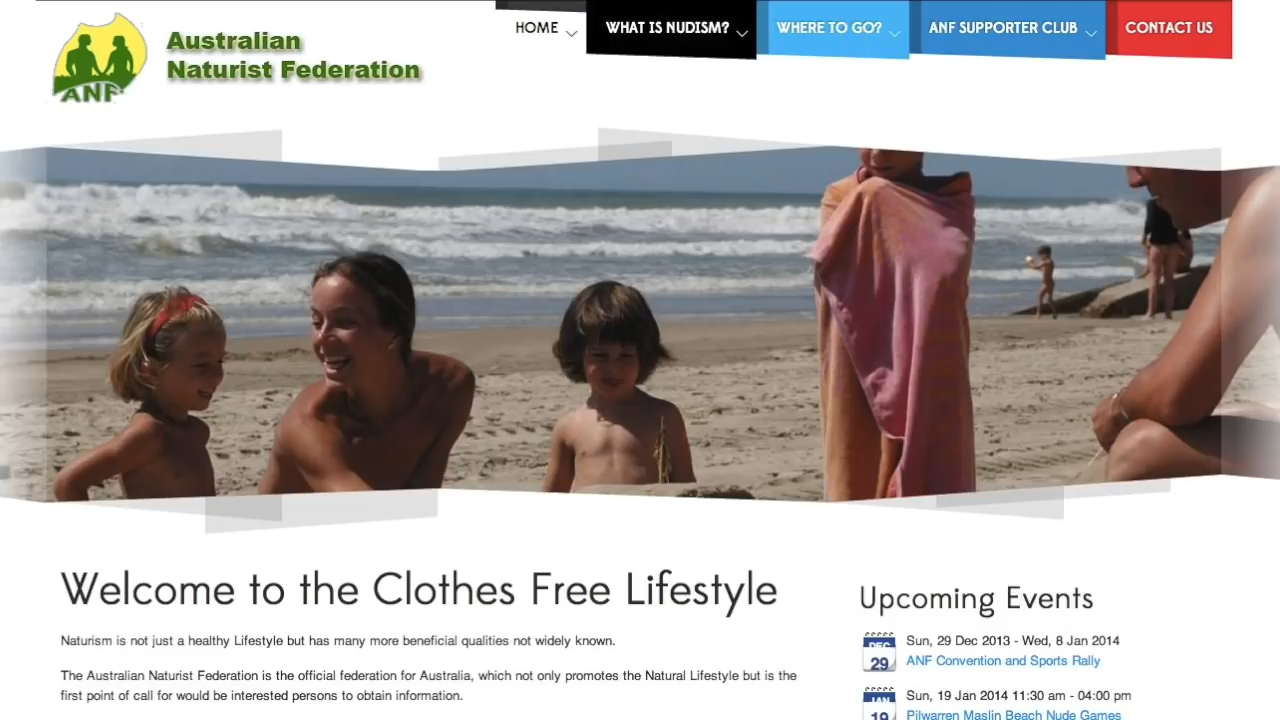 HOME
WHAT IS NUDISM?
WHERE TO GO?
ANF SUPPORTER CLUB
CONTACT US
ANF
Australian
Naturist Federation
Welcome to the Clothes Free Lifestyle
Naturism is not just a healthy Lifestyle but has many more beneficial qualities not widely known.
The Australian Naturist Federation is the official federation for Australia, which not only promotes the Natural Lifestyle but is the
first point of call for would be interested persons to obtain information.
Upcoming Events
DEC
29
Sun, 29 Dec 2013 - Wed, 8 Jan 2014
ANF Convention and Sports Rally
JAN
19
Sun, 19 Jan 2014 11:30 am - 04:00 pm
Pilwarren Maslin Beach Nude Games